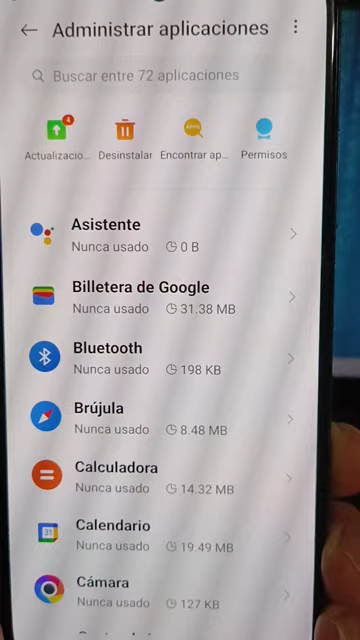 Administrar aplicaciones
Buscar entre 72 aplicaciones
4
APPS
Actualizacio... Desinstalar Encontrar ap... Permisos
Asistente
Nunca usado 0 B
Billetera de Google
Nunca usado 31.38 MB
Bluetooth
Nunca usado 198 KB
Brújula
Nunca usado 8.48 MB
Calculadora
Nunca usado 14.32 MB
31
Calendario
Nunca usado 19.49 MB
Cámara
Nunca usado 127 KB